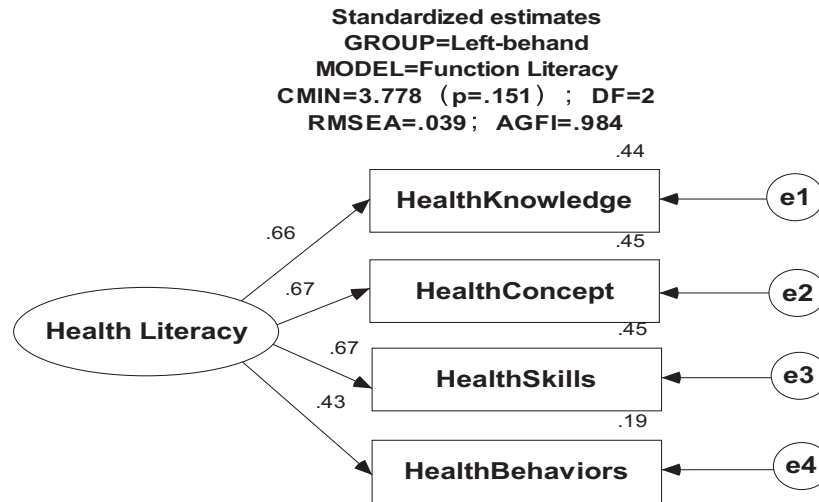 Standardized estimates
GROUP=Left-behand
MODEL=Function Literacy
CMIN=3.778（p=.151）；DF=2
RMSEA=.039；AGFI=.984
.44
HealthKnowledge
e1
.66
.45
HealthConcept
e2
.67
Health Literacy
.45
.67
HealthSkills
e3
.43
.19
HealthBehaviors
e4